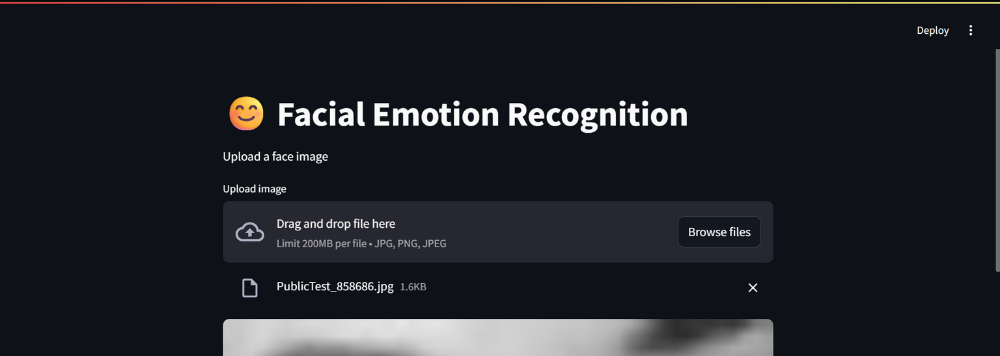 Deploy
😊 Facial Emotion Recognition
Upload a face image
Upload image
Drag and drop file here
Limit 200MB per file • JPG, PNG, JPEG
Browse files
PublicTest_858686.jpg 1.6KB